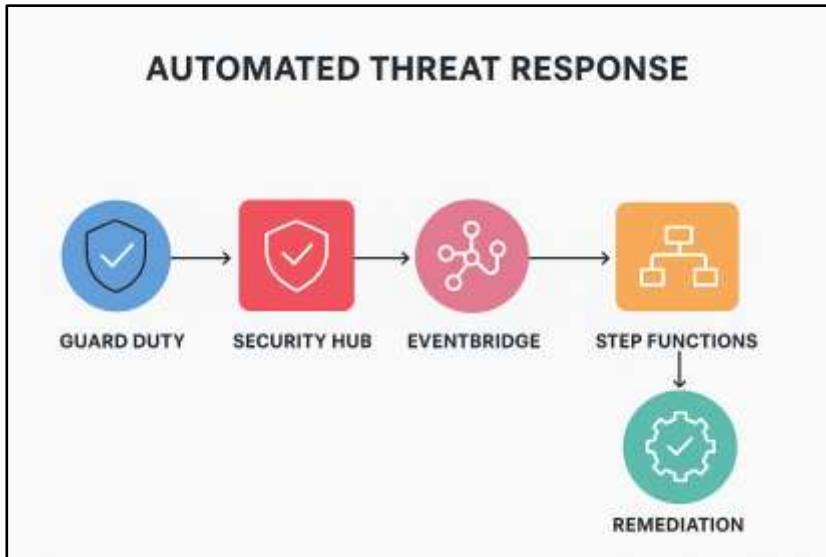 AUTOMATED THREAT RESPONSE
GUARD DUTY
SECURITY HUB
EVENTBRIDGE
STEP FUNCTIONS
REMEDIATION